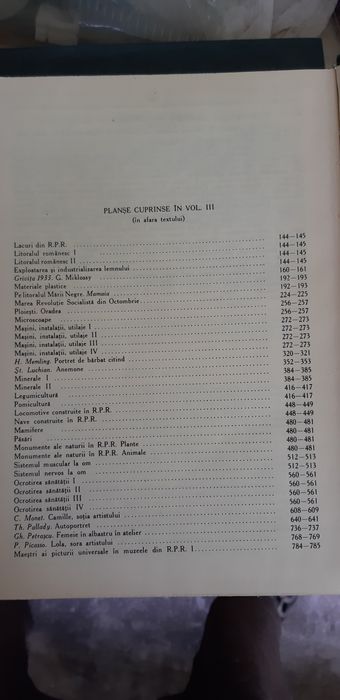 PLANȘE CUPRINSE ÎN VOL. III
(în afara textului)
Lacuri din R.P.R. 144—145
Litoralul românesc I 144—145
Litoralul românesc II 144—145
Exploatarea și industrializarea lemnului 160—161
Grivița 1933. G. Miklossy 192—193
Materiale plastice 192—193
Pe litoralul Mării Negre. Mamaia 224—225
Marea Revoluție Socialistă din Octombrie 256—257
Ploiești. Oradea 256—257
Microscoape 272—273
Mașini, instalații, utilaje I 272—273
Mașini, instalații, utilaje II 272—273
Mașini, instalații, utilaje III 272—273
Mașini, instalații, utilaje IV 320—321
H. Memling. Portret de bărbat citind 352—353
Șt. Luchian. Anemone 384—385
Minerale I 384—385
Minerale II 416—417
Legumicultură 416—417
Pomicultură 448—449
Locomotive construite în R.P.R. 448—449
Nave construite în R.P.R. 480—481
Mamifere 480—481
Păsări 480—481
Monumente ale naturii în R.P.R. Plante 480—481
Monumente ale naturii în R.P.R. Animale 512—513
Sistemul muscular la om 512—513
Sistemul nervos la om 560—561
Ocrotirea sănătății I 560—561
Ocrotirea sănătății II 560—561
Ocrotirea sănătății III 560—561
Ocrotirea sănătății IV 608—609
C. Monet. Camille, soția artistului 640—641
Th. Pallady. Autoportret 736—737
Gh. Petrașcu. Femeie în albastru în atelier 768—769
P. Picasso. Lola, sora artistului 784—785
Maeștri ai picturii universale în muzeele din R.P.R. I